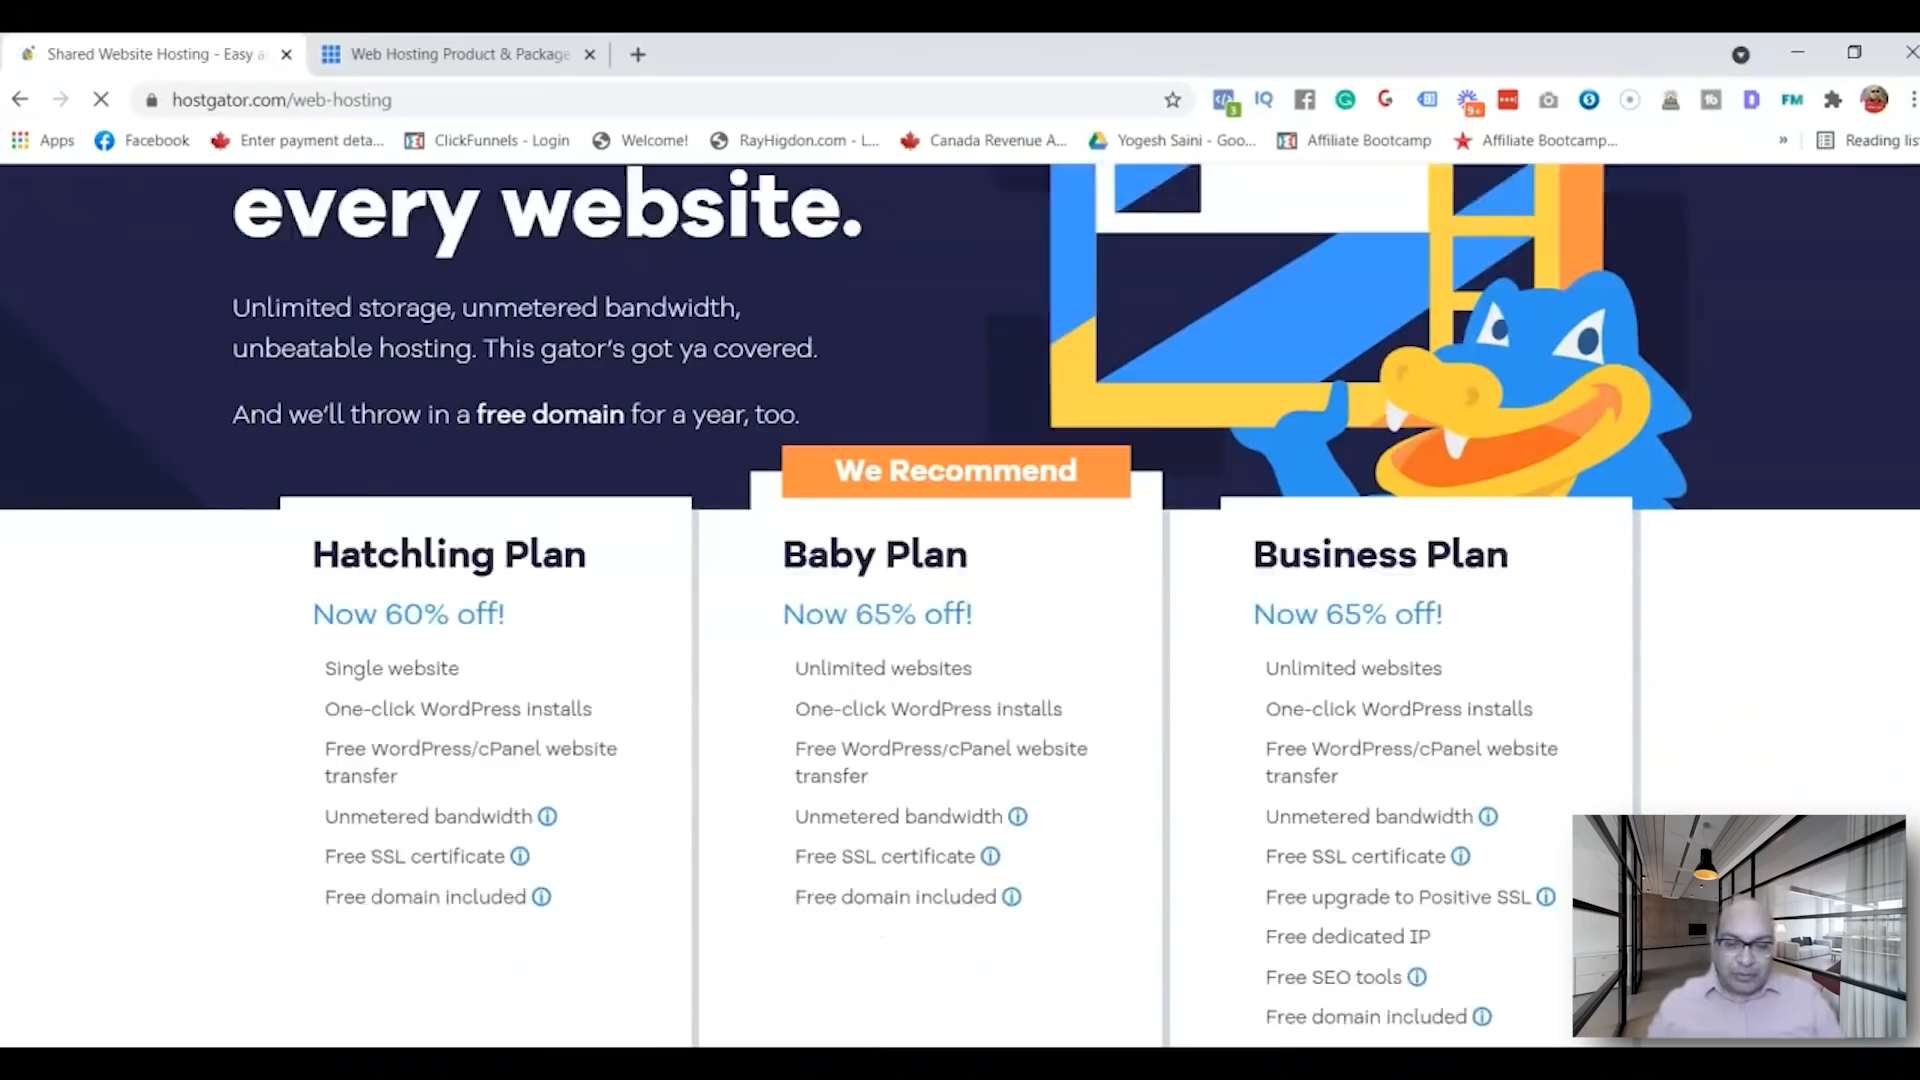 Shared Website Hosting - Easy a
Web Hosting Product & Package
hostgator.com/web-hosting
3
IQ
9+
FM
Apps
Facebook
Enter payment deta...
ClickFunnels - Login
Welcome!
RayHigdon.com - L...
Canada Revenue A...
Yogesh Saini - Goo...
Affiliate Bootcamp
Affiliate Bootcamp...
»
Reading lis
every website.
Unlimited storage, unmetered bandwidth,
unbeatable hosting. This gator's got ya covered.
And we'll throw in a free domain for a year, too.
We Recommend
Hatchling Plan
Now 60% off!
Single website
One-click WordPress installs
Free WordPress/cPanel website
transfer
Unmetered bandwidth
Free SSL certificate
Free domain included
Baby Plan
Now 65% off!
Unlimited websites
One-click WordPress installs
Free WordPress/cPanel website
transfer
Unmetered bandwidth
Free SSL certificate
Free domain included
Business Plan
Now 65% off!
Unlimited websites
One-click WordPress installs
Free WordPress/cPanel website
transfer
Unmetered bandwidth
Free SSL certificate
Free upgrade to Positive SSL
Free dedicated IP
Free SEO tools
Free domain included